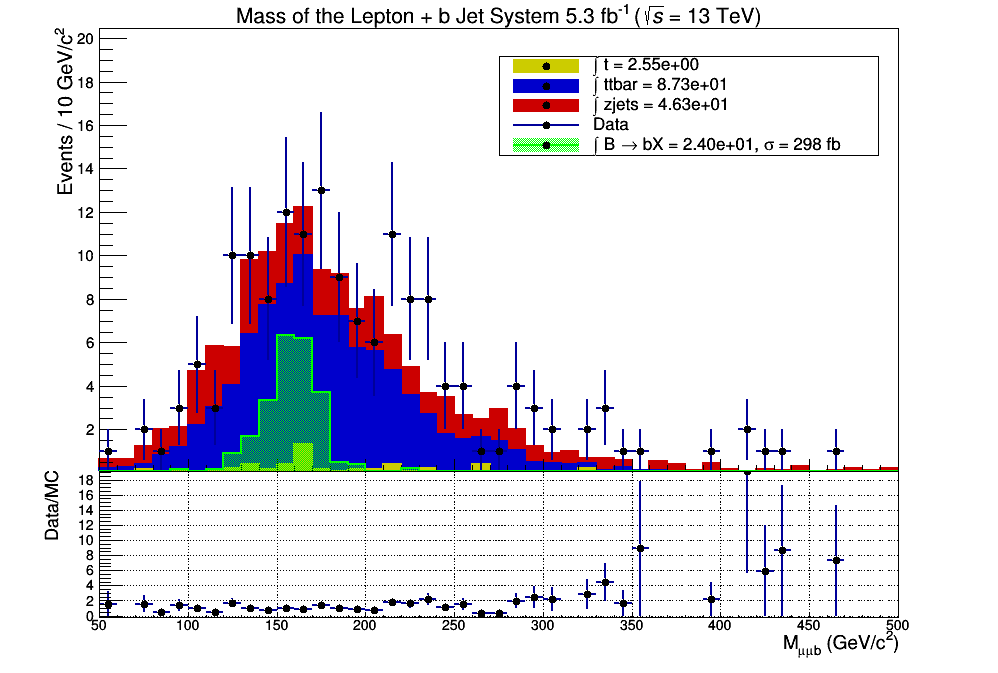 Mass of the Lepton + b Jet System 5.3 fb⁻¹ (√s = 13 TeV)
Events / 10 GeV/c²
20
18
16
14
12
10
8
6
4
2
∫ t = 2.55e+00
∫ ttbar = 8.73e+01
∫ zjets = 4.63e+01
Data
∫ B → bX = 2.40e+01, σ = 298 fb
Data/MC
18
16
14
12
10
8
6
4
2
0
50 100 150 200 250 300 350 400 450 500
M_μμb (GeV/c²)